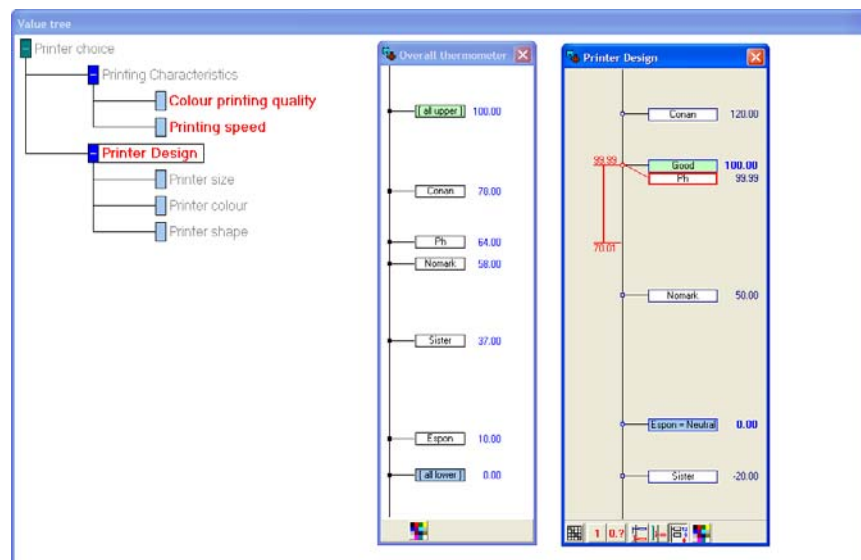 Value tree
Printer choice
Printing Characteristics
Colour printing quality
Printing speed
Printer Design
Printer size
Printer colour
Printer shape
Overall thermometer
[ all upper ] 100.00
Conan 70.00
Ph 64.00
Nomark 58.00
Sister 37.00
Espon 10.00
[ all lower ] 0.00
Printer Design
Conan 120.00
99.99 Good 100.00
Ph 99.99
70.01
Nomark 50.00
Espon = Neutral 0.00
Sister -20.00
1 0.?